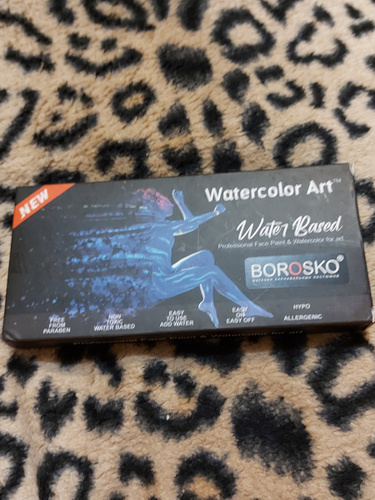 NEW
Watercolor Art™
Water Based
Professional Face Paint & Watercolor for art
BOROSKO®
FREE
FROM
PARABEN
NON
TOXIC
WATER BASED
EASY
TO USE
ADD WATER
EASY
ON
EASY OFF
HYPO
ALLERGENIC